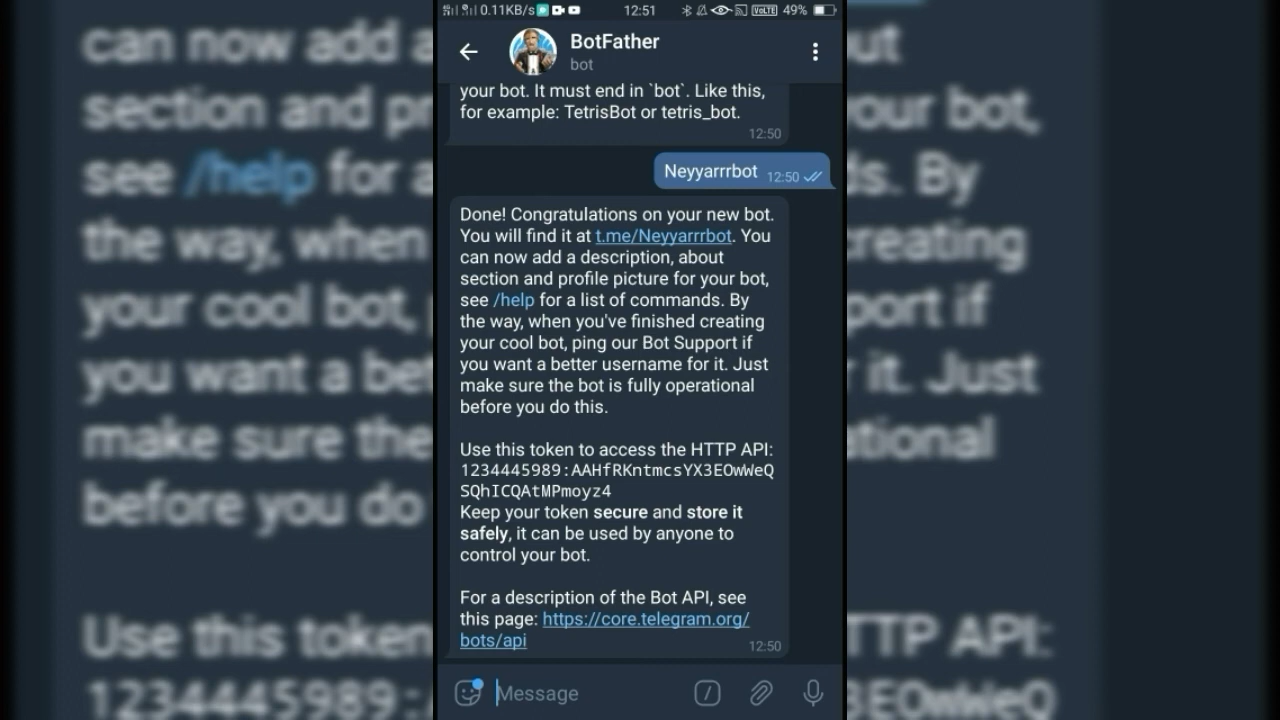 0.11KB/s
12:51
VoLTE
49%
BotFather
bot
your bot. It must end in `bot`. Like this,
for example: TetrisBot or tetris_bot.
12:50
Neyyarrrbot 12:50
Done! Congratulations on your new bot.
You will find it at t.me/Neyyarrrbot. You
can now add a description, about
section and profile picture for your bot,
see /help for a list of commands. By
the way, when you've finished creating
your cool bot, ping our Bot Support if
you want a better username for it. Just
make sure the bot is fully operational
before you do this.
Use this token to access the HTTP API:
1234445989:AAHfRKntmcsYX3EOwWeQ
SQhICQAtMPmoyz4
Keep your token secure and store it
safely, it can be used by anyone to
control your bot.
For a description of the Bot API, see
this page: https://core.telegram.org/
bots/api
12:50
Message